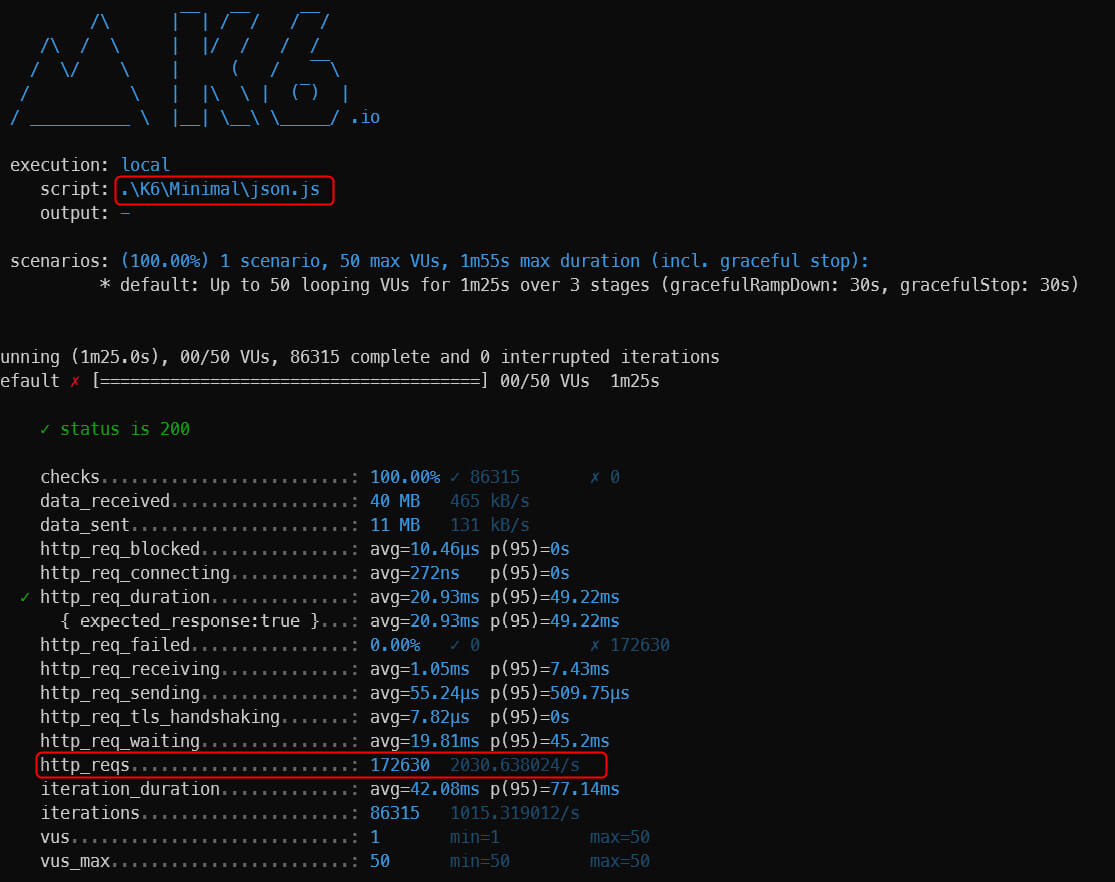 .io
execution: local
script: .\K6\Minimal\json.js
output: -
scenarios: (100.00%) 1 scenario, 50 max VUs, 1m55s max duration (incl. graceful stop):
* default: Up to 50 looping VUs for 1m25s over 3 stages (gracefulRampDown: 30s, gracefulStop: 30s)
unning (1m25.0s), 00/50 VUs, 86315 complete and 0 interrupted iterations
efault ✗ [======================================] 00/50 VUs  1m25s
✓ status is 200
checks.........................: 100.00% ✓ 86315       ✗ 0
data_received..................: 40 MB   465 kB/s
data_sent......................: 11 MB   131 kB/s
http_req_blocked...............: avg=10.46µs p(95)=0s
http_req_connecting............: avg=272ns   p(95)=0s
✓ http_req_duration..............: avg=20.93ms p(95)=49.22ms
{ expected_response:true }...: avg=20.93ms p(95)=49.22ms
http_req_failed................: 0.00%   ✓ 0           ✗ 172630
http_req_receiving.............: avg=1.05ms  p(95)=7.43ms
http_req_sending...............: avg=55.24µs p(95)=509.75µs
http_req_tls_handshaking.......: avg=7.82µs  p(95)=0s
http_req_waiting...............: avg=19.81ms p(95)=45.2ms
http_reqs......................: 172630  2030.638024/s
iteration_duration.............: avg=42.08ms p(95)=77.14ms
iterations.....................: 86315   1015.319012/s
vus............................: 1       min=1         max=50
vus_max........................: 50      min=50        max=50